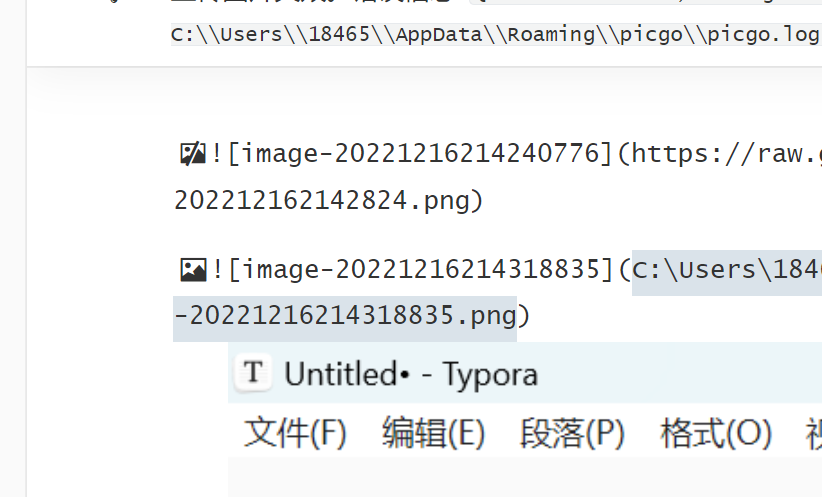 C:\\Users\\18465\\AppData\\Roaming\\picgo\\picgo.log
![image-20221216214240776](https://raw.g
202212162142824.png)
![image-20221216214318835](C:\Users\1846
-20221216214318835.png)
T Untitled• - Typora
文件(F) 编辑(E) 段落(P) 格式(O) 视